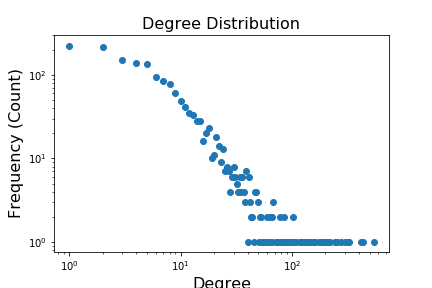 Degree Distribution
Frequency (Count)
10²
10¹
10⁰
10⁰
10¹
10²
Degree